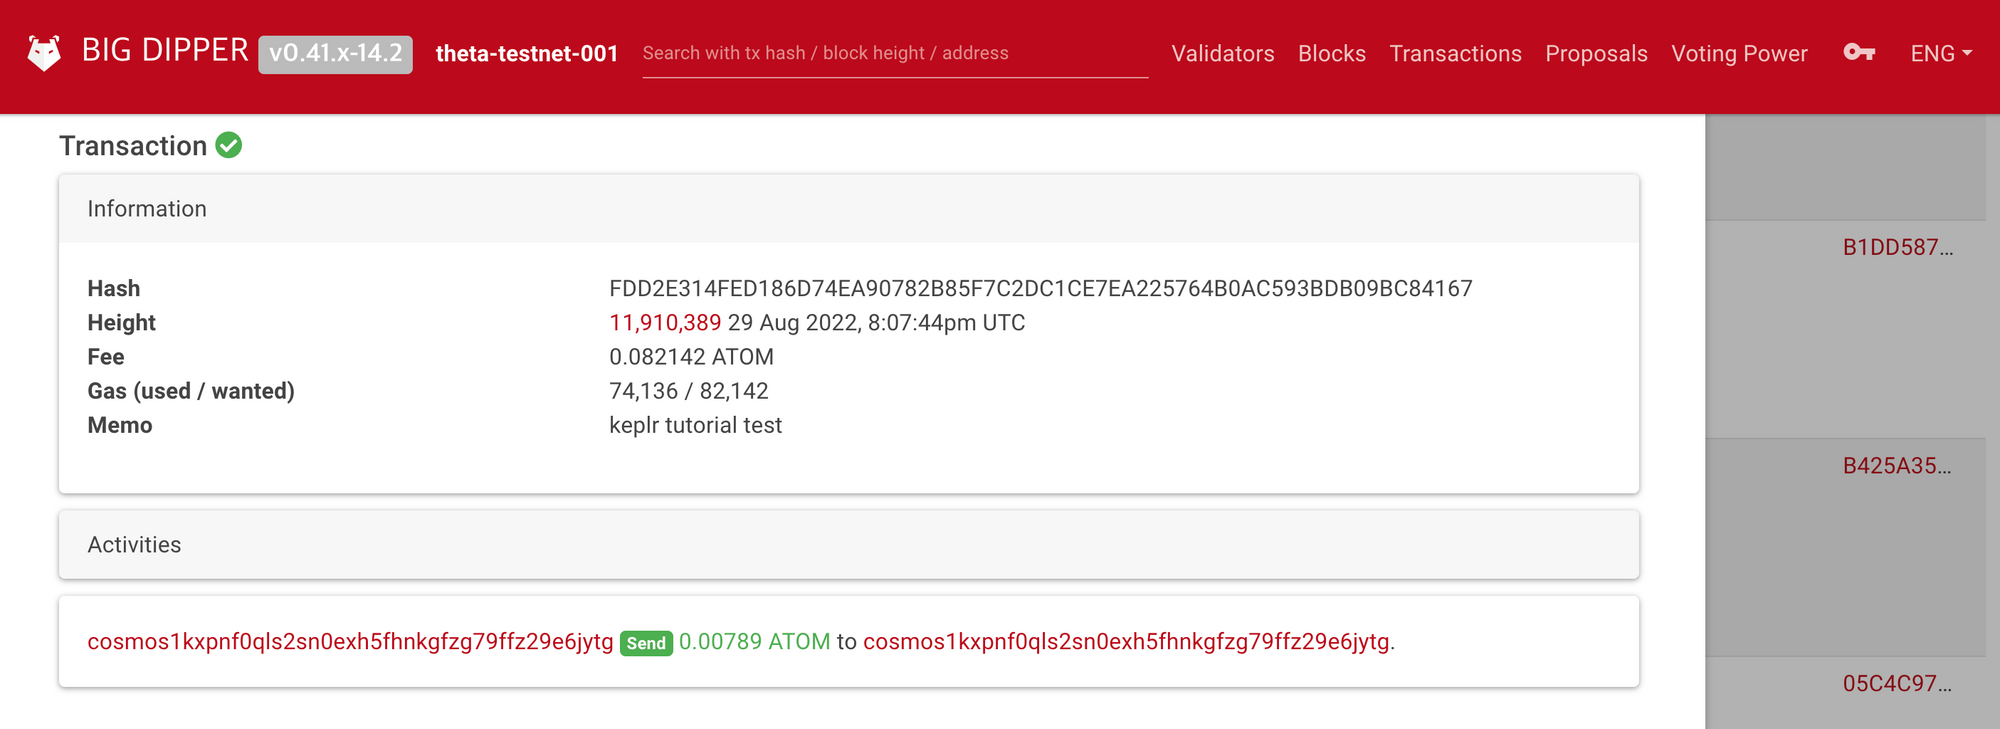 BIG DIPPER v0.41.x-14.2 theta-testnet-001 Search with tx hash / block height / address Validators Blocks Transactions Proposals Voting Power ENG
Transaction
Information
Hash FDD2E314FED186D74EA90782B85F7C2DC1CE7EA225764B0AC593BDB09BC84167
Height 11,910,389 29 Aug 2022, 8:07:44pm UTC
Fee 0.082142 ATOM
Gas (used / wanted) 74,136 / 82,142
Memo keplr tutorial test
Activities
cosmos1kxpnf0qls2sn0exh5fhnkgfzg79ffz29e6jytg Send 0.00789 ATOM to cosmos1kxpnf0qls2sn0exh5fhnkgfzg79ffz29e6jytg.
B1DD587...
B425A35...
05C4C97...